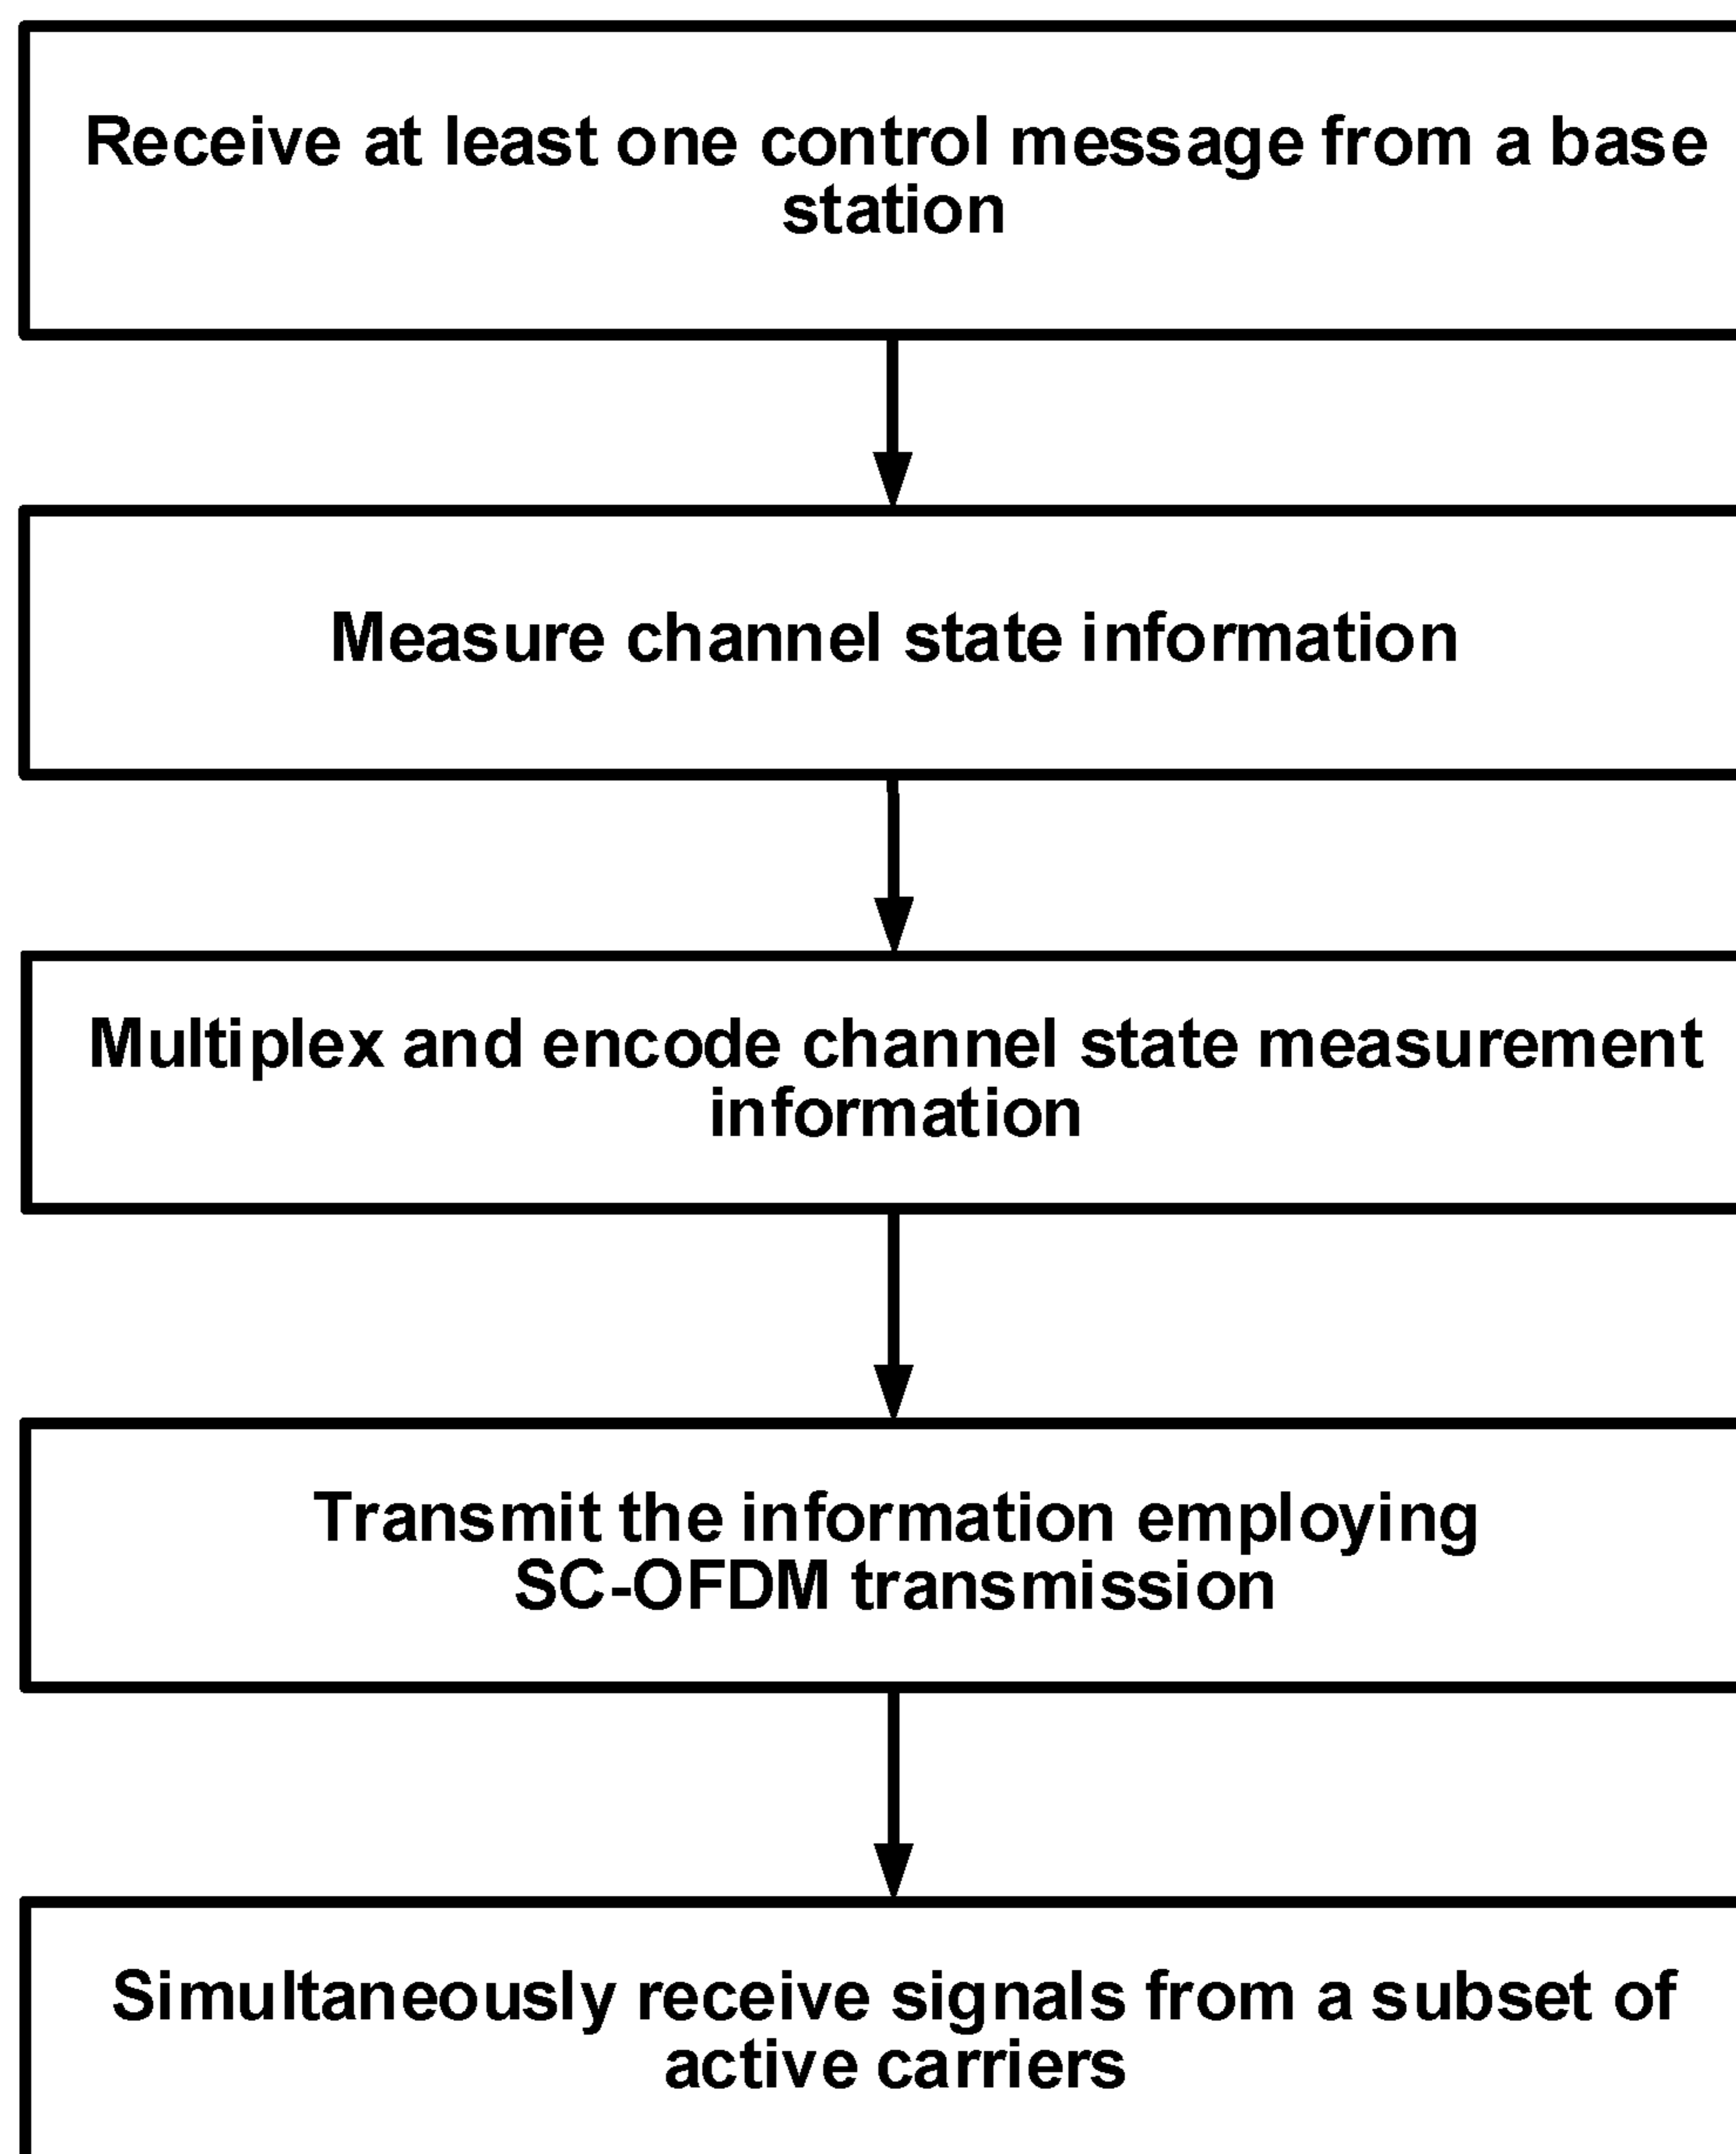 Receive at least one control message from a base
station
Measure channel state information
Multiplex and encode channel state measurement
information
Transmit the information employing
SC-OFDM transmission
Simultaneously receive signals from a subset of
active carriers